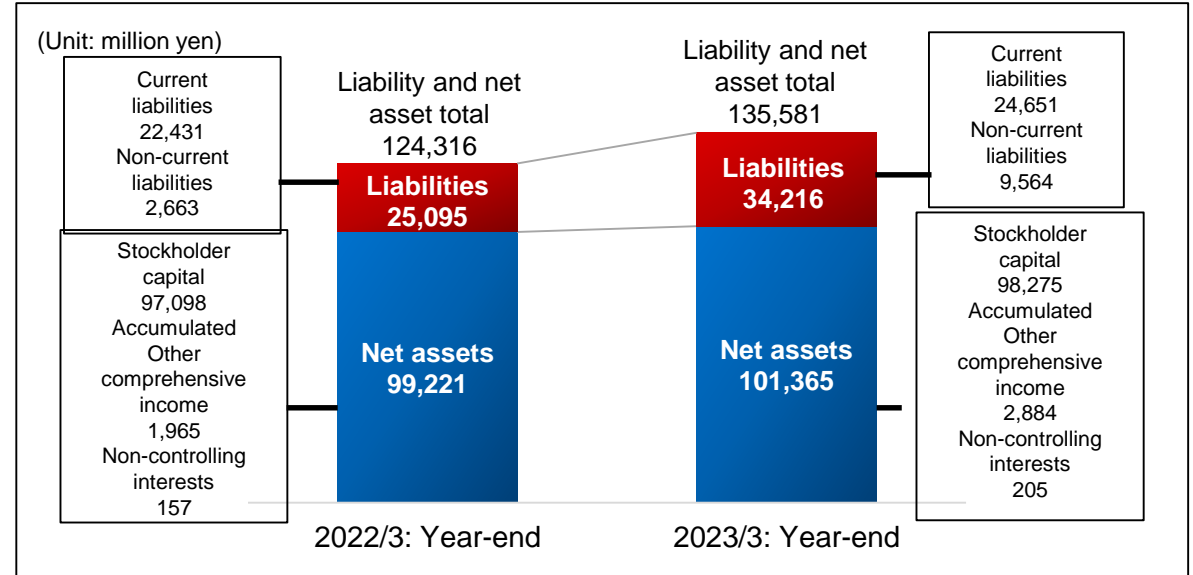 (Unit: million yen)
Current
liabilities
22,431
Non-current
liabilities
2,663
Stockholder
capital
97,098
Accumulated
Other
comprehensive
income
1,965
Non-controlling
interests
157
Liability and net
asset total
124,316
Liabilities
25,095
Net assets
99,221
2022/3: Year-end
Liability and net
asset total
135,581
Liabilities
34,216
Net assets
101,365
2023/3: Year-end
Current
liabilities
24,651
Non-current
liabilities
9,564
Stockholder
capital
98,275
Accumulated
Other
comprehensive
income
2,884
Non-controlling
interests
205